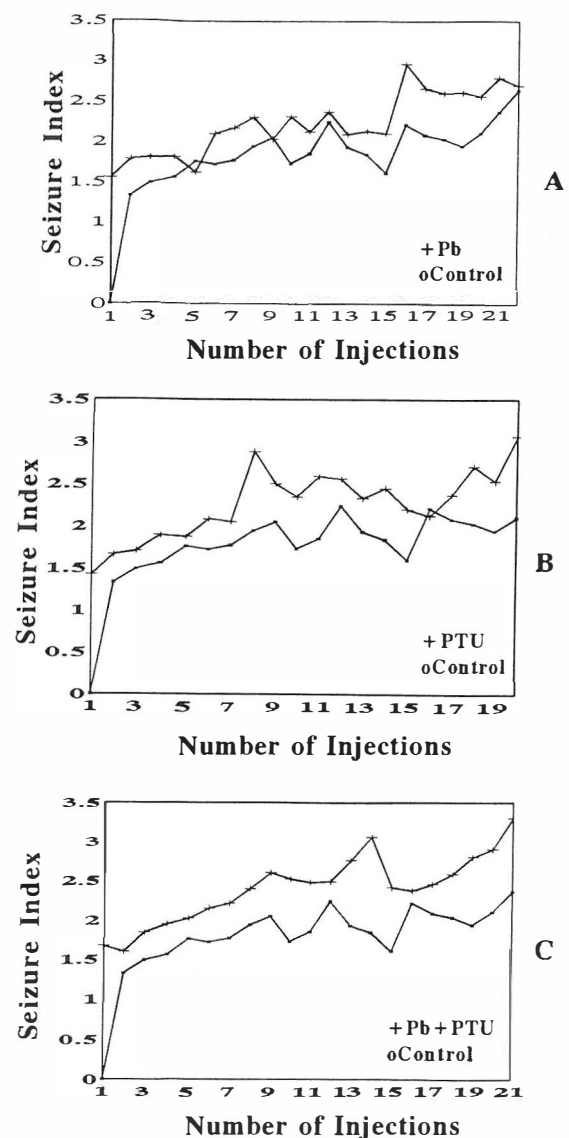 3.5
3
2.5
2
1.5
1
0.5
0
Seizure Index
1 3 5 7 9 11 13 15 17 19 21
Number of Injections
+Pb
oControl
A
3.5
3
2.5
2
1.5
1
0.5
0
Seizure Index
1 3 5 7 9 11 13 15 17 19
Number of Injections
+PTU
oControl
B
3.5
3
2.5
2
1.5
1
0.5
0
Seizure Index
1 3 5 7 9 11 13 15 17 19 21
Number of Injections
+Pb+PTU
oControl
C